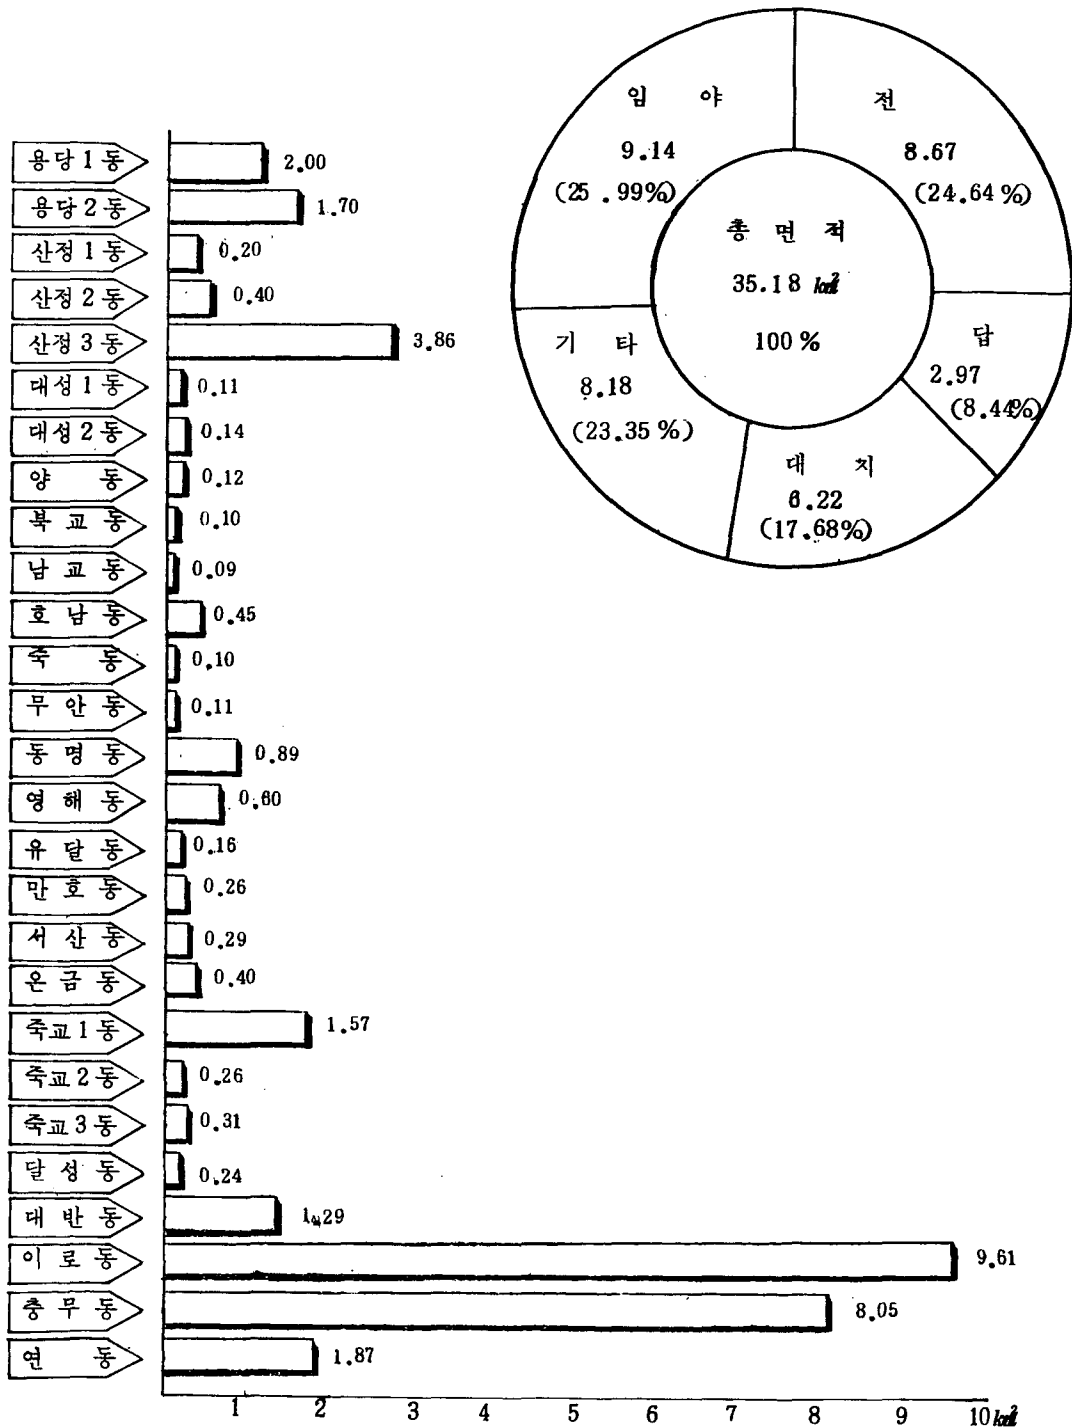 임 야
9.14
(25.99%)
전
8.67
(24.64%)
총 면 적
35.18 ㎢
100%
기 타
8.18
(23.35%)
답
2.97
(8.44%)
대 지
6.22
(17.68%)
용당1동 2.00
용당2동 1.70
산정1동 0.20
산정2동 0.40
산정3동 3.86
대성1동 0.11
대성2동 0.14
양 동 0.12
북교동 0.10
남교동 0.09
호남동 0.45
죽 동 0.10
무안동 0.11
동명동 0.89
영해동 0.60
유달동 0.16
만호동 0.26
서산동 0.29
온금동 0.40
죽교1동 1.57
죽교2동 0.26
죽교3동 0.31
달성동 0.24
대반동 1.29
이로동 9.61
충무동 8.05
연 동 1.87
1 2 3 4 5 6 7 8 9 10㎢